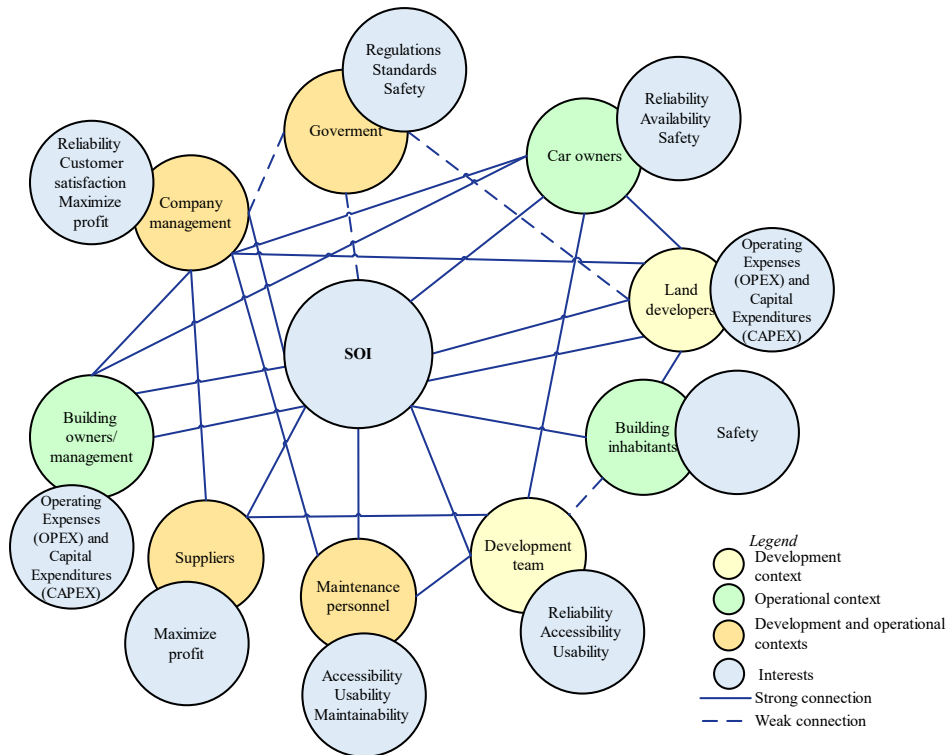 Regulations
Standards
Safety
Goverment
Reliability
Availability
Safety
Car owners
Reliability
Customer
satisfaction
Maximize
profit
Company
management
Operating
Expenses
(OPEX) and
Capital
Expenditures
(CAPEX)
Land
developers
SOI
Building
owners/
management
Building
inhabitants
Safety
Operating
Expenses
(OPEX) and
Capital
Expenditures
(CAPEX)
Suppliers
Maintenance
personnel
Development
team
Maximize
profit
Accessibility
Usability
Maintainability
Reliability
Accessibility
Usability
Legend
Development
context
Operational context
Development and operational
contexts
Interests
Strong connection
Weak connection